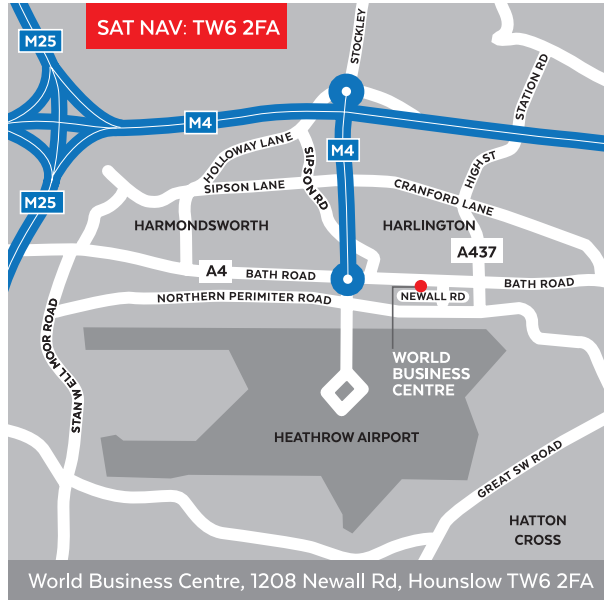 SAT NAV: TW6 2FA
M25
STOCKLEY
STATION RD
M4
HOLLOWAY LANE
SIPSON RD
M4
HIGH ST
SIPSON LANE
CRANFORD LANE
M25
HARMONDSWORTH
HARLINGTON
A437
A4
BATH ROAD
BATH ROAD
NORTHERN PERIMITER ROAD
NEWALL RD
STANWELL MOOR ROAD
WORLD
BUSINESS
CENTRE
HEATHROW AIRPORT
GREAT SW ROAD
HATTON
CROSS
World Business Centre, 1208 Newall Rd, Hounslow TW6 2FA